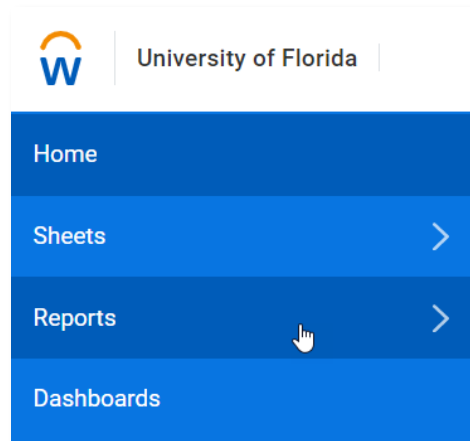 University of Florida
Home
Sheets
Reports
Dashboards